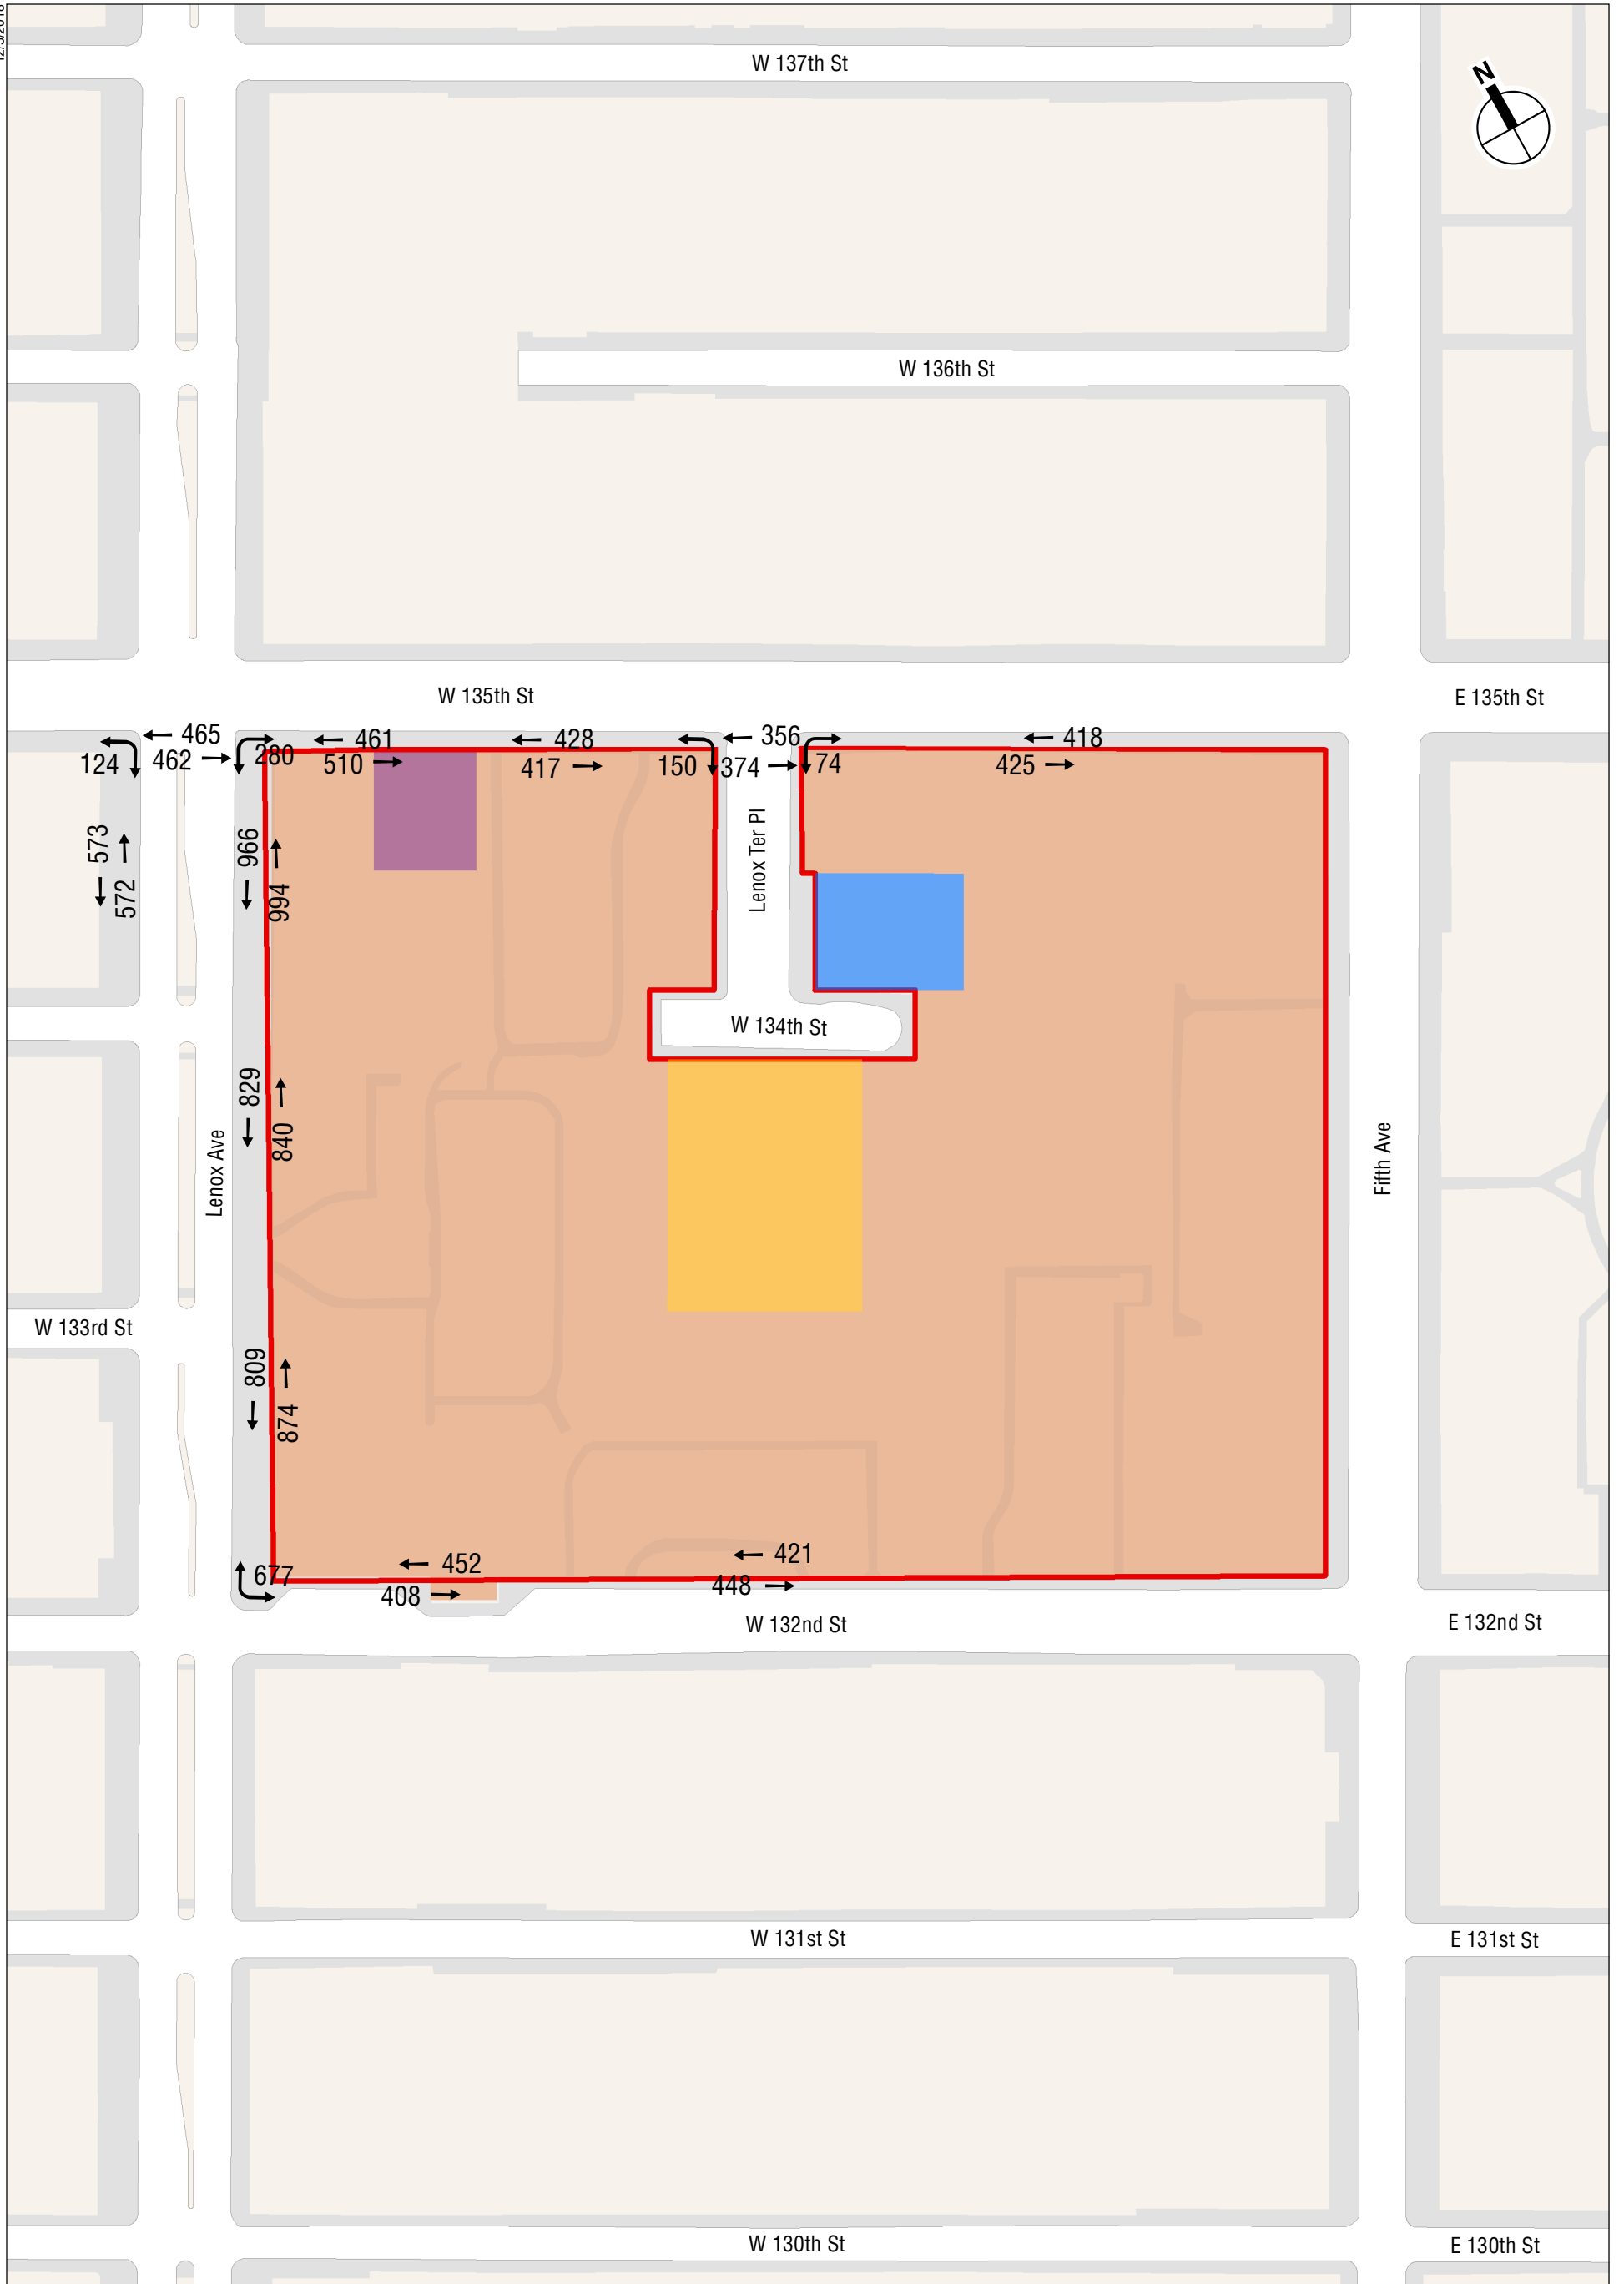 W 137th St
N
W 136th St
W 135th St
E 135th St
465
462
124
280
461
510
428
417
150
356
374
74
418
425
573
572
966
994
Lenox Ter Pl
W 134th St
829
840
Lenox Ave
Fifth Ave
W 133rd St
809
874
677
452
408
421
448
W 132nd St
E 132nd St
W 131st St
E 131st St
W 130th St
E 130th St